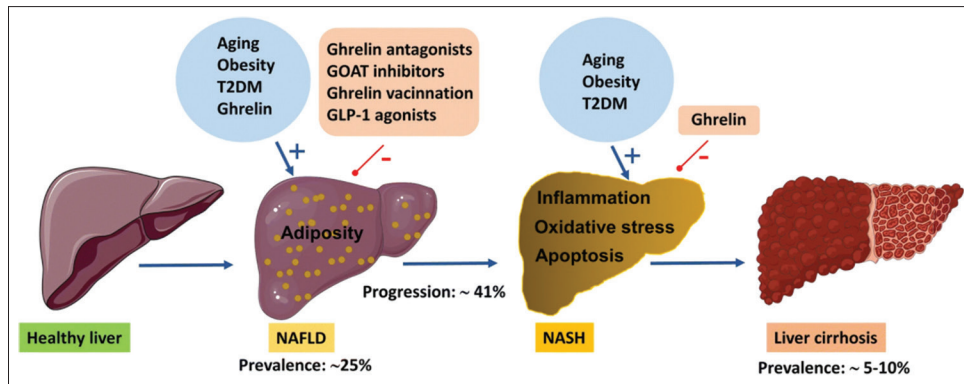 Aging
Obesity
T2DM
Ghrelin
+
Ghrelin antagonists
GOAT inhibitors
Ghrelin vacinnation
GLP-1 agonists
-
Aging
Obesity
T2DM
+
Ghrelin
-
Adiposity
Inflammation
Oxidative stress
Apoptosis
Progression: ~ 41%
Healthy liver
NAFLD
Prevalence: ~25%
NASH
Liver cirrhosis
Prevalence: ~ 5-10%